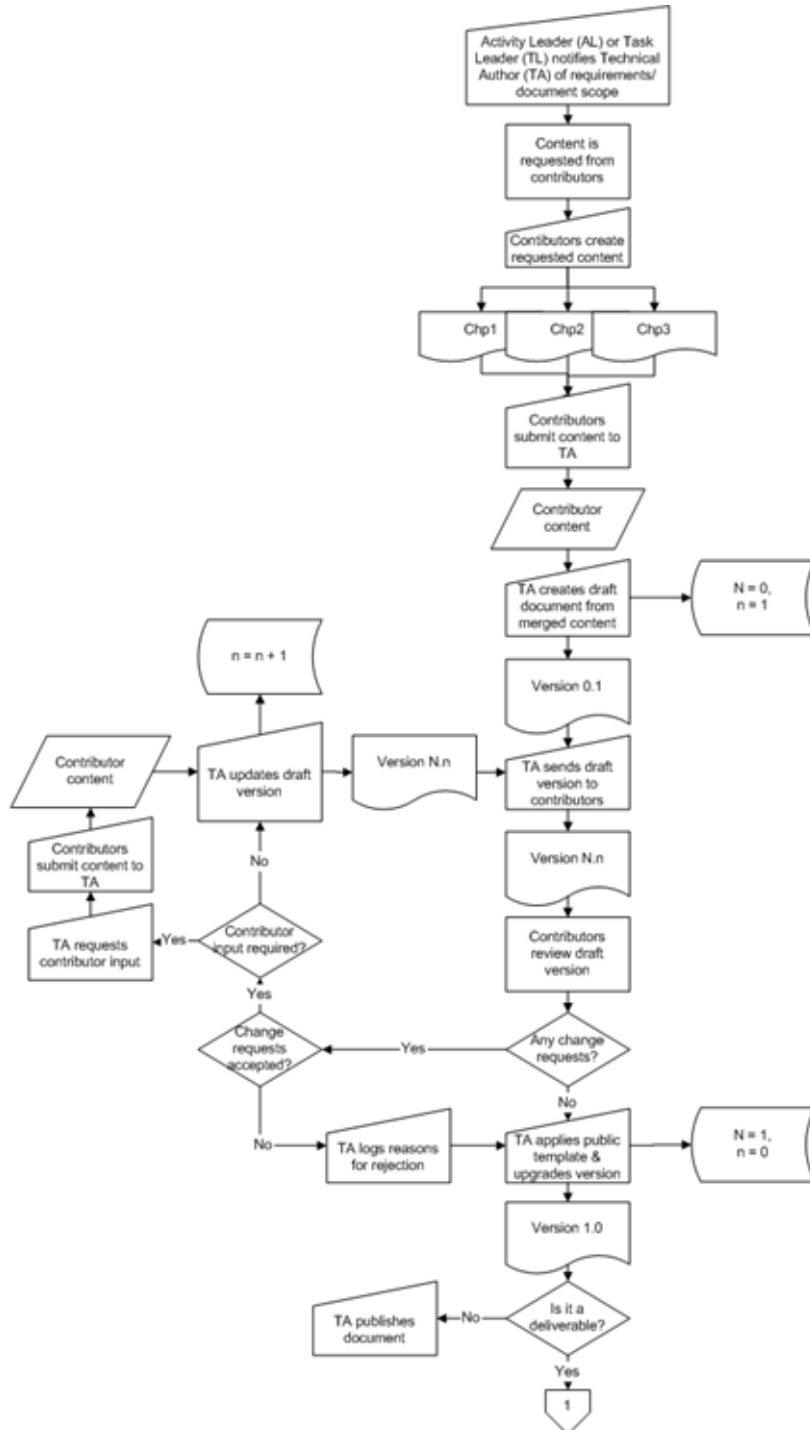 Activity Leader (AL) or Task
Leader (TL) notifies Technical
Author (TA) of requirements/
document scope
Content is
requested from
contributors
Contibutors create
requested content
Chp1
Chp2
Chp3
Contributors
submit content to
TA
Contributor
content
TA creates draft
document from
merged content
N = 0,
n = 1
Version 0.1
n = n + 1
Contributor
content
TA updates draft
version
Version N.n
TA sends draft
version to
contributors
Contributors
submit content to
TA
No
Version N.n
TA requests
contributor input
Yes
Contributor
input required?
Contributors
review draft
version
Yes
Change
requests
accepted?
Yes
Any change
requests?
No
No
TA logs reasons
for rejection
TA applies public
template &
upgrades version
N = 1,
n = 0
Version 1.0
TA publishes
document
No
Is it a
deliverable?
Yes
1